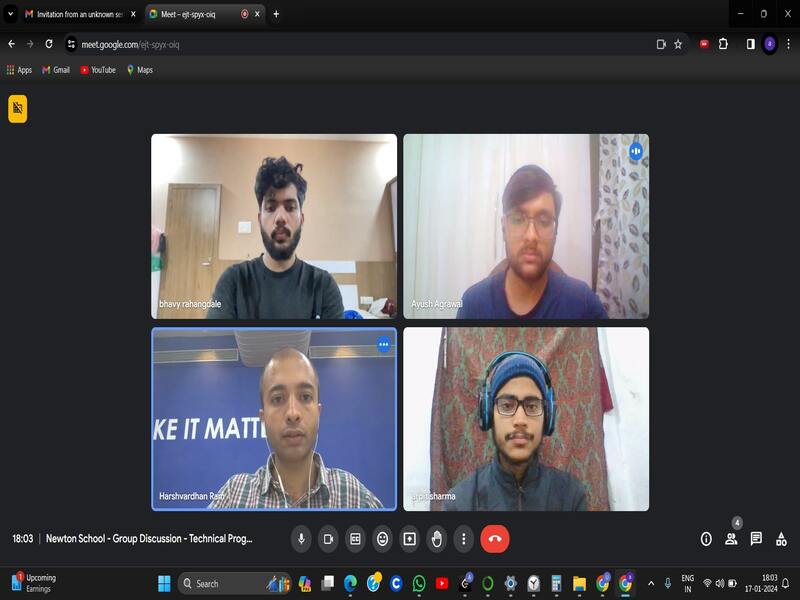 Invitation from an unknown se
Meet – ejt-spyx-oiq
meet.google.com/ejt-spyx-oiq
Apps
Gmail
YouTube
Maps
bhavy rahangdale
Ayush Agrawal
KE IT MATTE
Harshvardhan
arpit sharma
4
18:03 | Newton School - Group Discussion - Technical Prog...
Upcoming
Earnings
Search
ENG
IN
18:03
17-01-2024